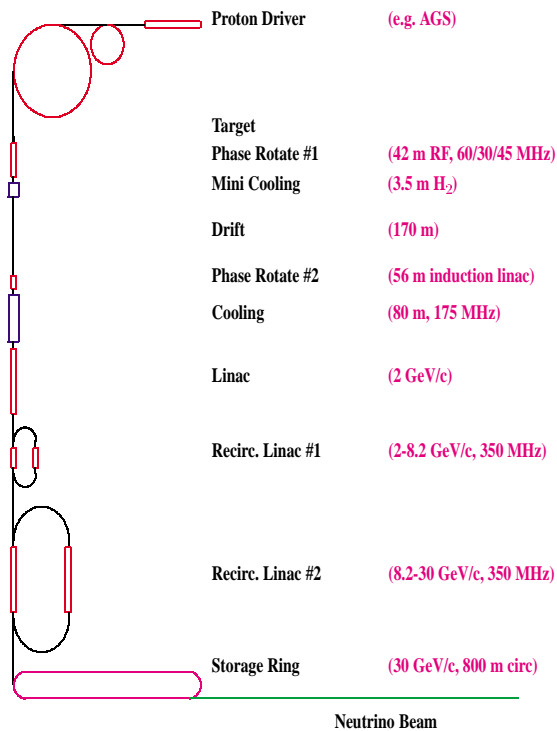 Proton Driver (e.g. AGS)
Target
Phase Rotate #1 (42 m RF, 60/30/45 MHz)
Mini Cooling (3.5 m H₂)
Drift (170 m)
Phase Rotate #2 (56 m induction linac)
Cooling (80 m, 175 MHz)
Linac (2 GeV/c)
Recirc. Linac #1 (2-8.2 GeV/c, 350 MHz)
Recirc. Linac #2 (8.2-30 GeV/c, 350 MHz)
Storage Ring (30 GeV/c, 800 m circ)
Neutrino Beam